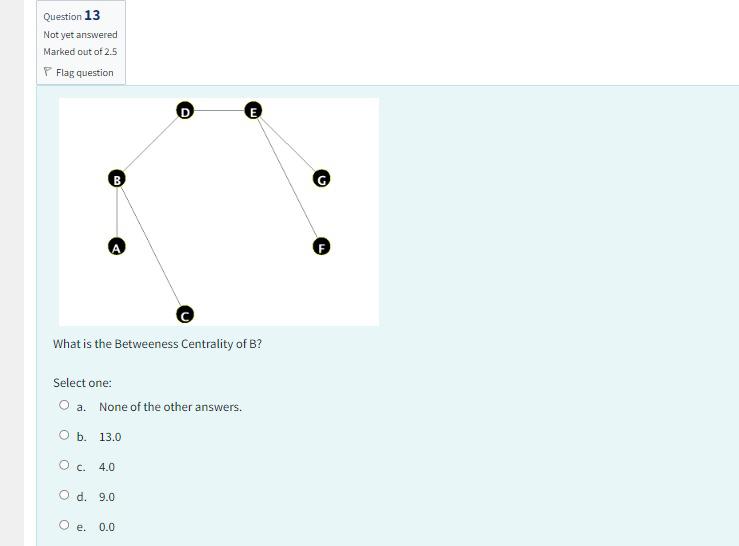 Question 13
Not yet answered
Marked out of 2.5
Flag question
D E
B G
A F
C
What is the Betweeness Centrality of B?
Select one:
a. None of the other answers.
b. 13.0
c. 4.0
d. 9.0
e. 0.0